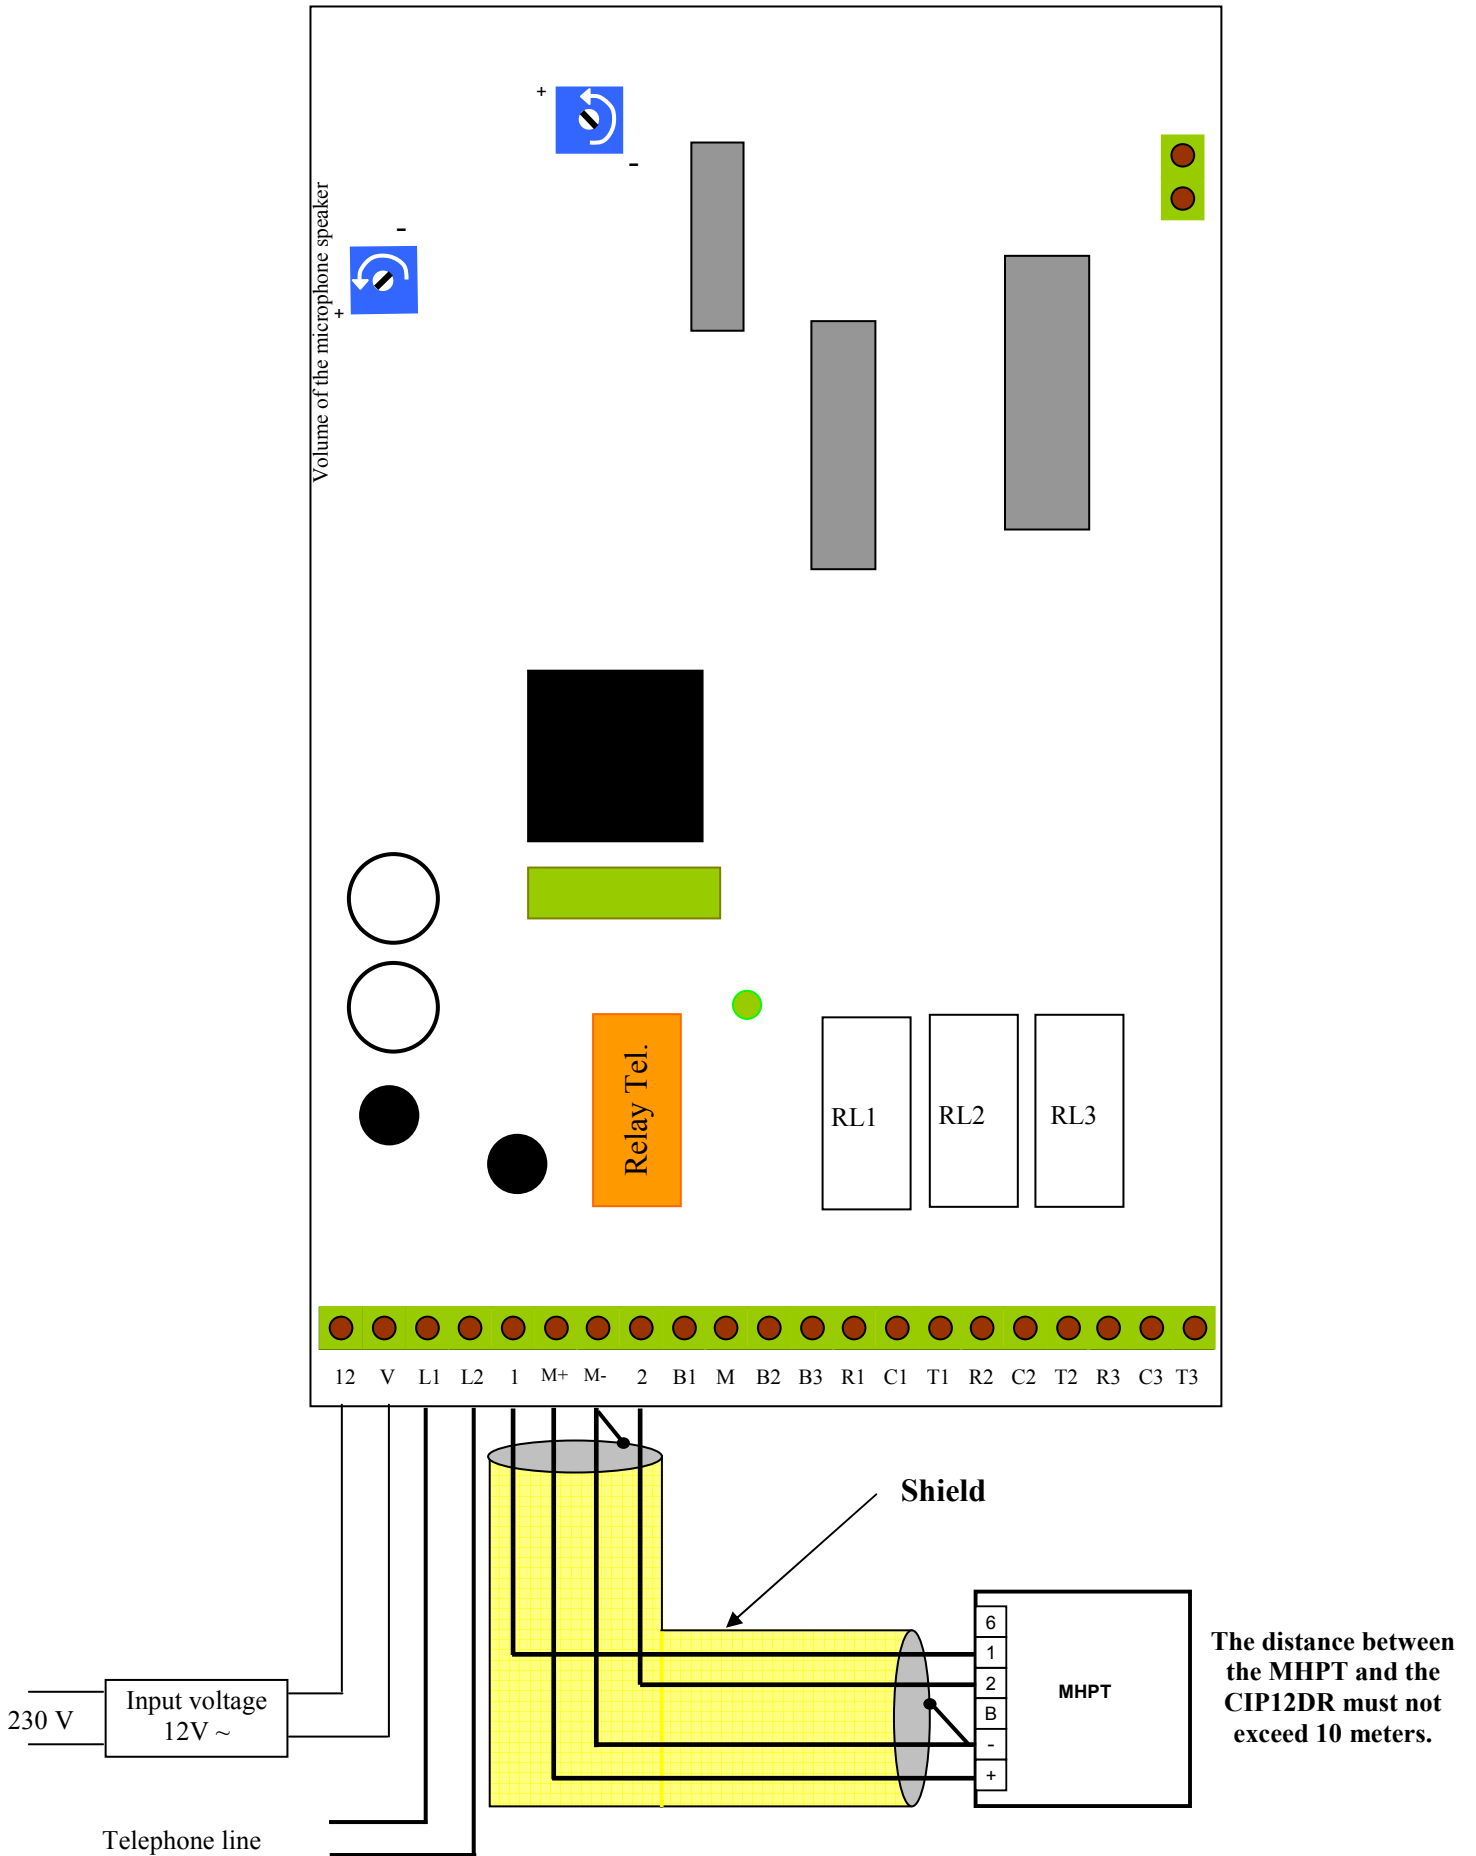 +
-
Volume of the microphone speaker
-
+
Relay Tel.
RL1 RL2 RL3
12 V L1 L2 1 M+ M- 2 B1 M B2 B3 R1 C1 T1 R2 C2 T2 R3 C3 T3
Shield
6
1
2
B
-
+
MHPT
The distance between
the MHPT and the
CIP12DR must not
exceed 10 meters.
230 V
Input voltage
12V ~
Telephone line